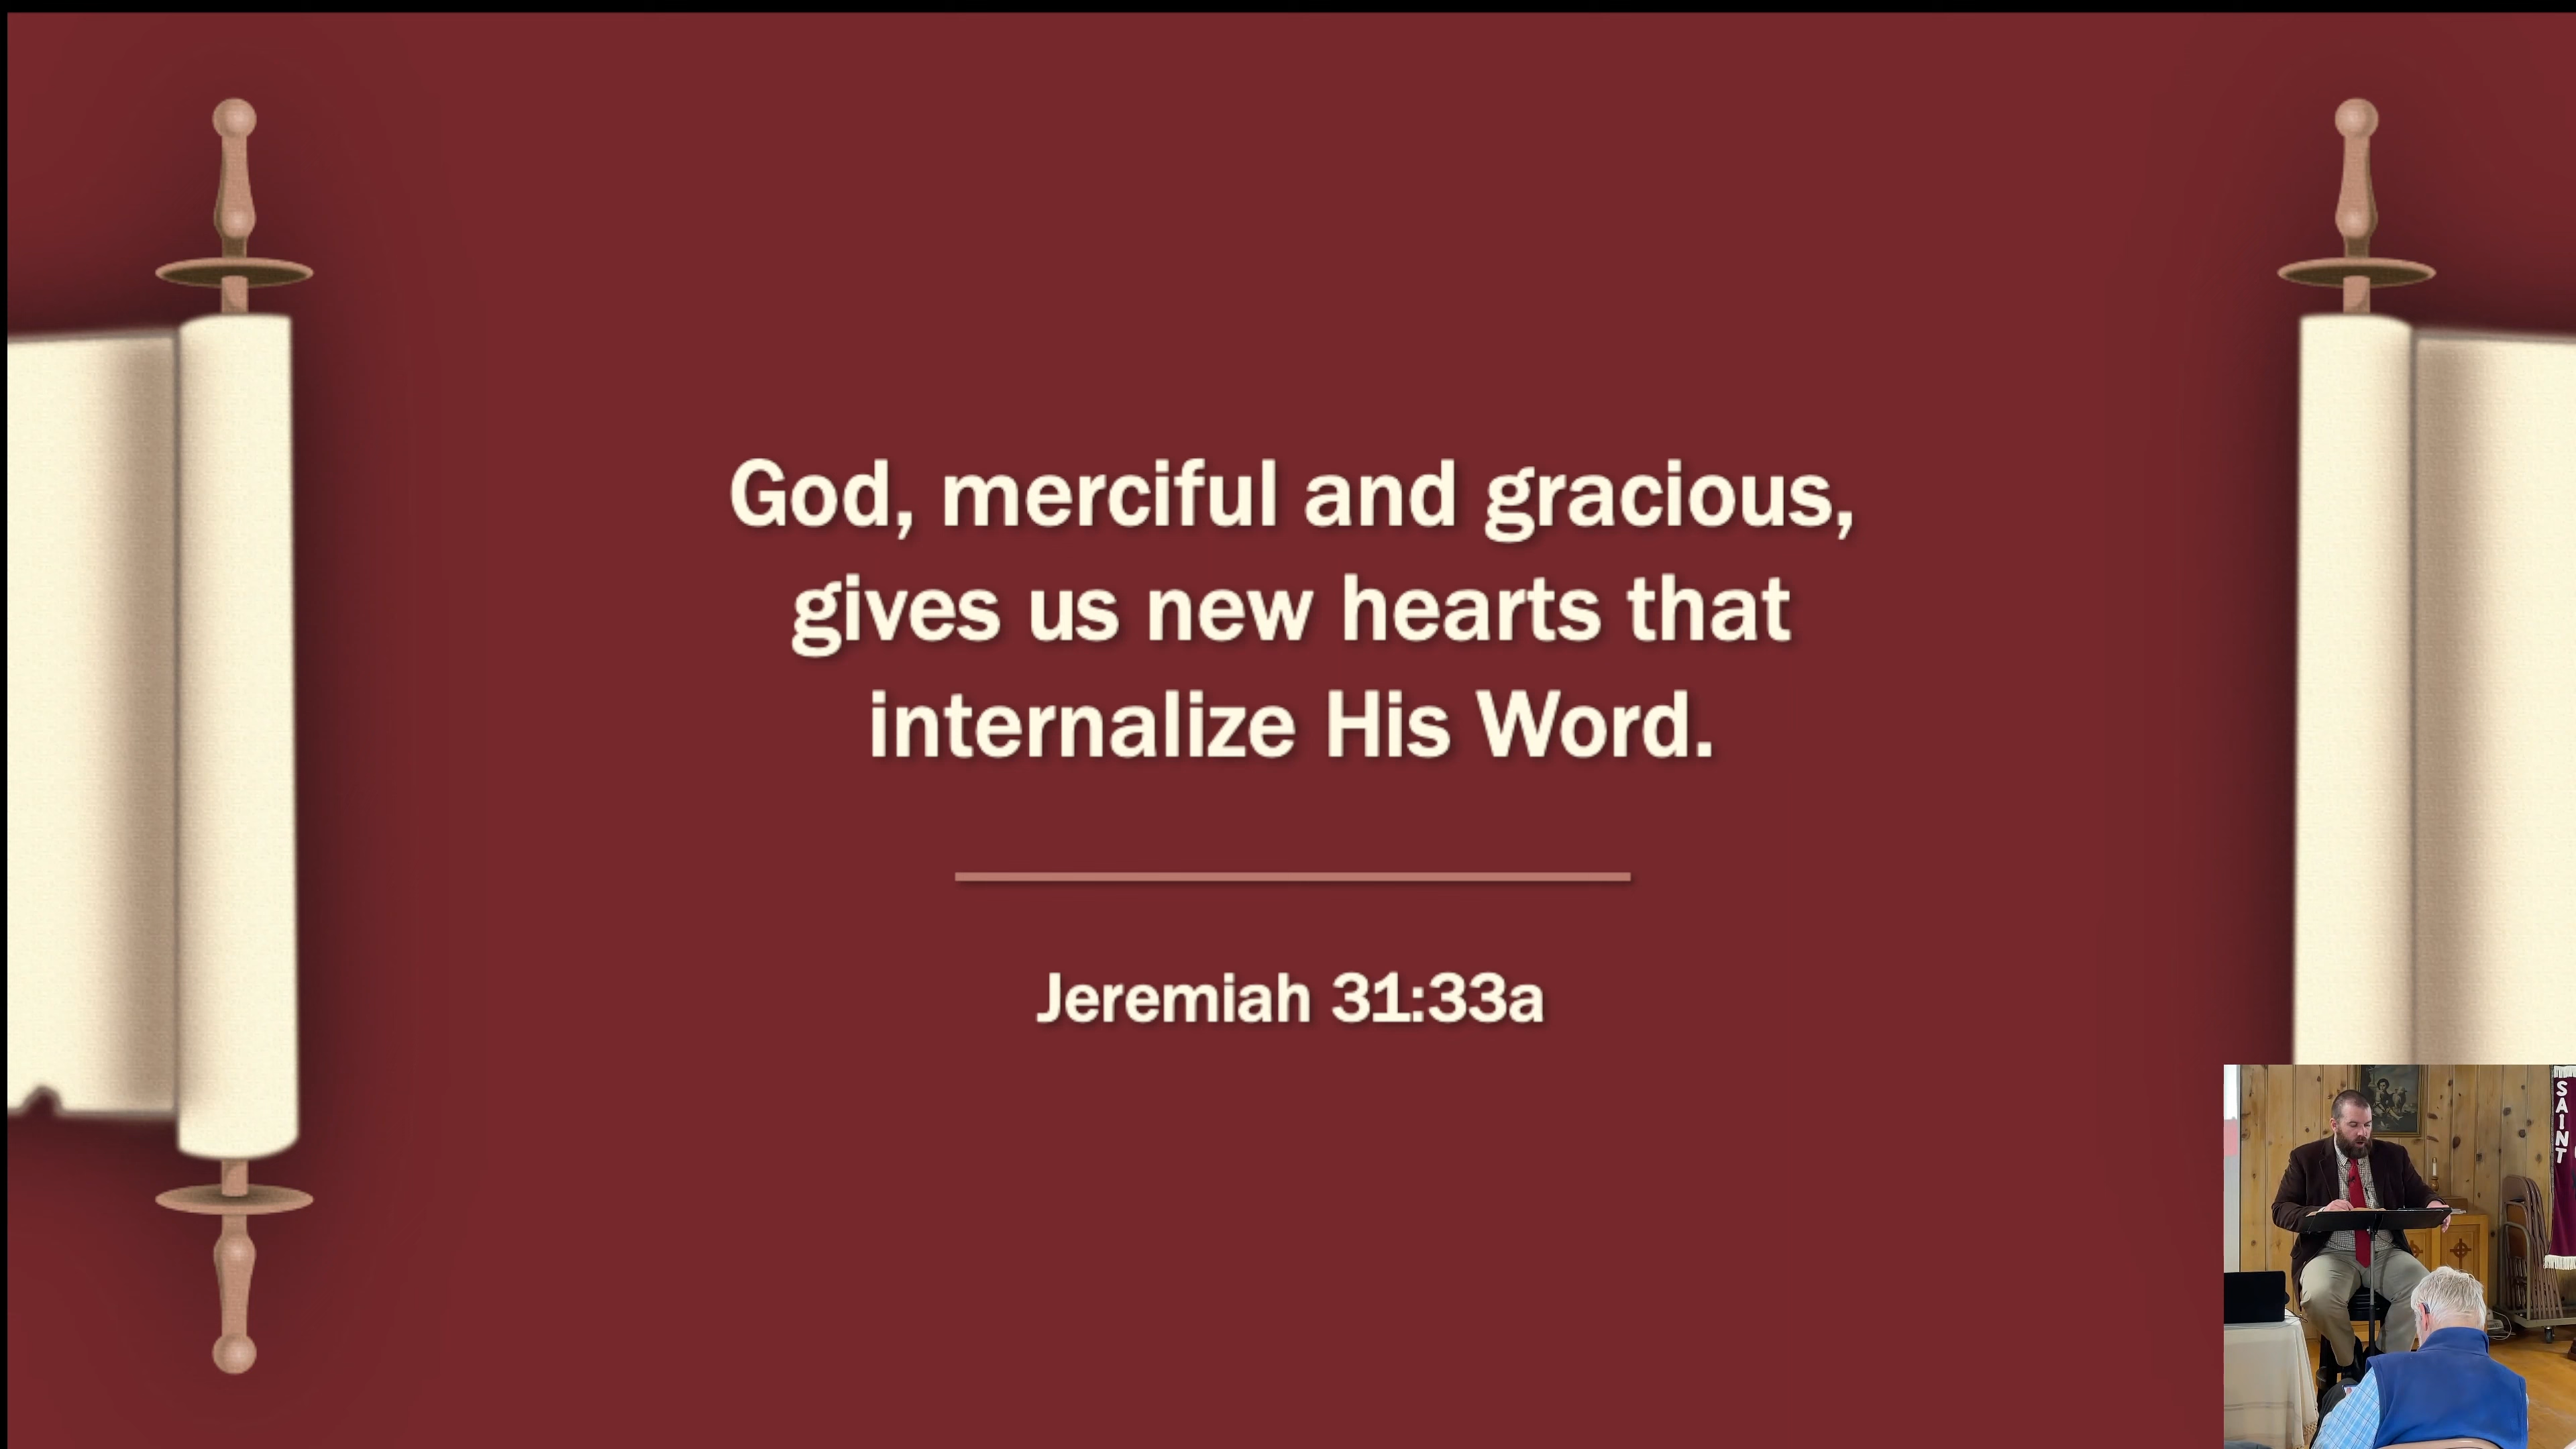 God, merciful and gracious,
gives us new hearts that
internalize His Word.
Jeremiah 31:33a
SAINT